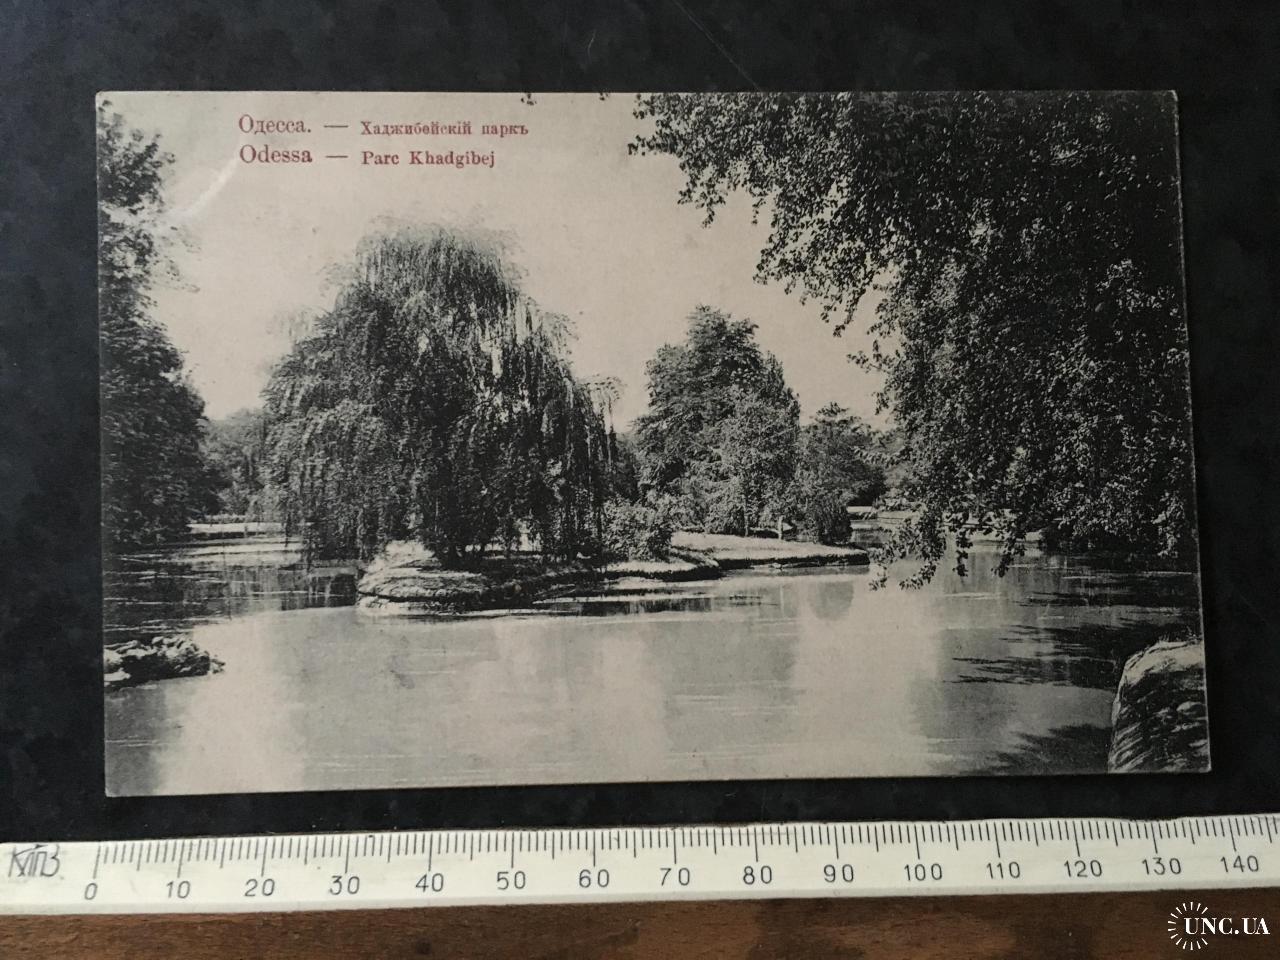 Одесса. — Хаджибейскій паркъ
Odessa — Parc Khadgibej
0 10 20 30 40 50 60 70 80 90 100 110 120 130 140
UNC.UA